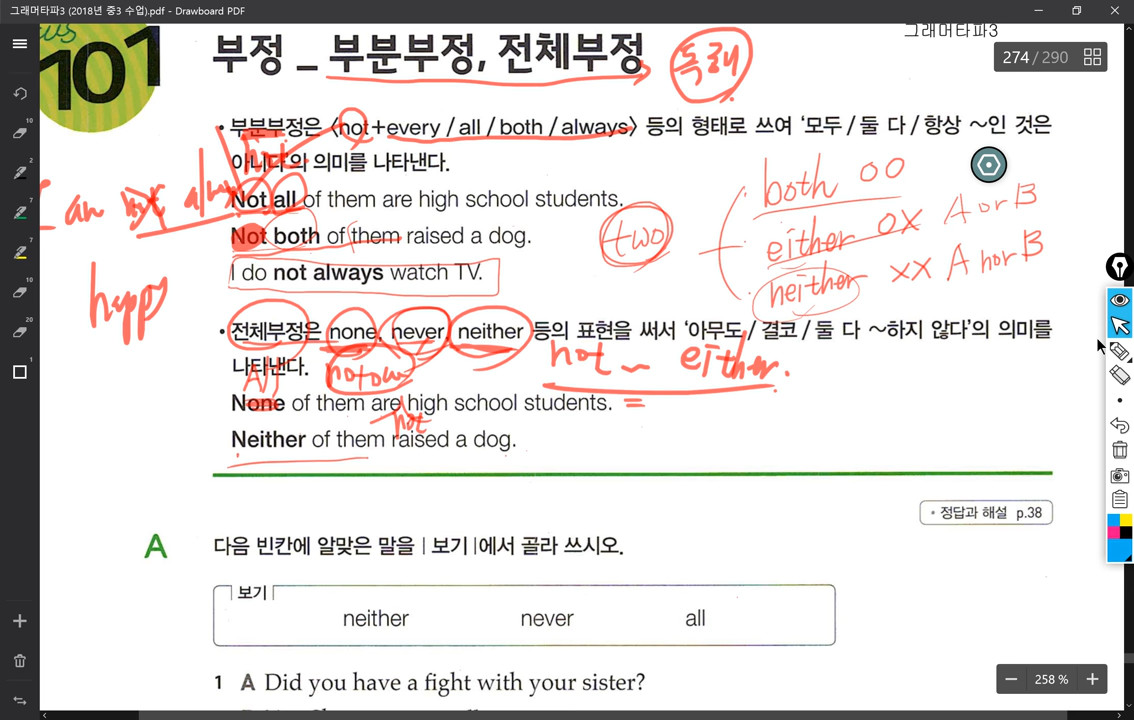 그래머타파3 (2018년 중3 수업).pdf - Drawboard PDF
그래머타파3
274 / 290
101
부정 _ 부분부정, 전체부정
독해
• 부분부정은 〈not+every / all / both / always〉 등의 형태로 쓰여 '모두 / 둘 다 / 항상 ~인 것은
아니다'의 의미를 나타낸다.
not
both OO
am not always
Not all of them are high school students.
either OX A or B
Not both of them raised a dog.
two
neither XX A nor B
I do not always watch TV.
happy
• 전체부정은 none, never, neither 등의 표현을 써서 '아무도 / 결코 / 둘 다 ~하지 않다'의 의미를
나타낸다.
All
not ~ either.
None of them are high school students. =
not
Neither of them raised a dog.
• 정답과 해설 p.38
A 다음 빈칸에 알맞은 말을 | 보기 |에서 골라 쓰시오.
보기
neither never all
1 A Did you have a fight with your sister?
258 %